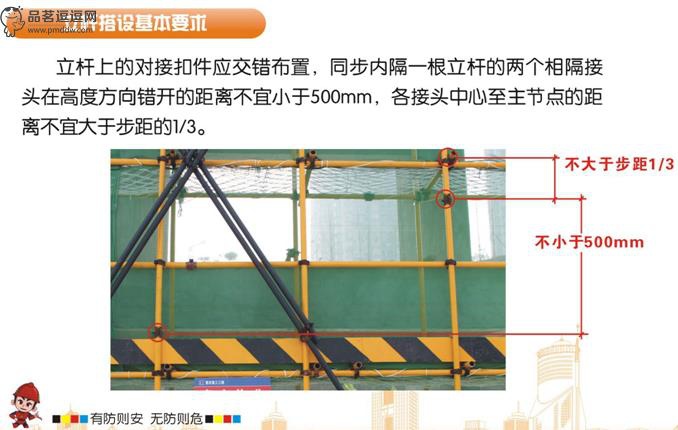 品茗逗逗网
www.pmddw.com
立杆搭设基本要求
立杆上的对接扣件应交错布置，同步内隔一根立杆的两个相隔接
头在高度方向错开的距离不宜小于500mm，各接头中心至主节点的距
离不宜大于步距的1/3。
不大于步距1/3
不小于500mm
有防则安 无防则危